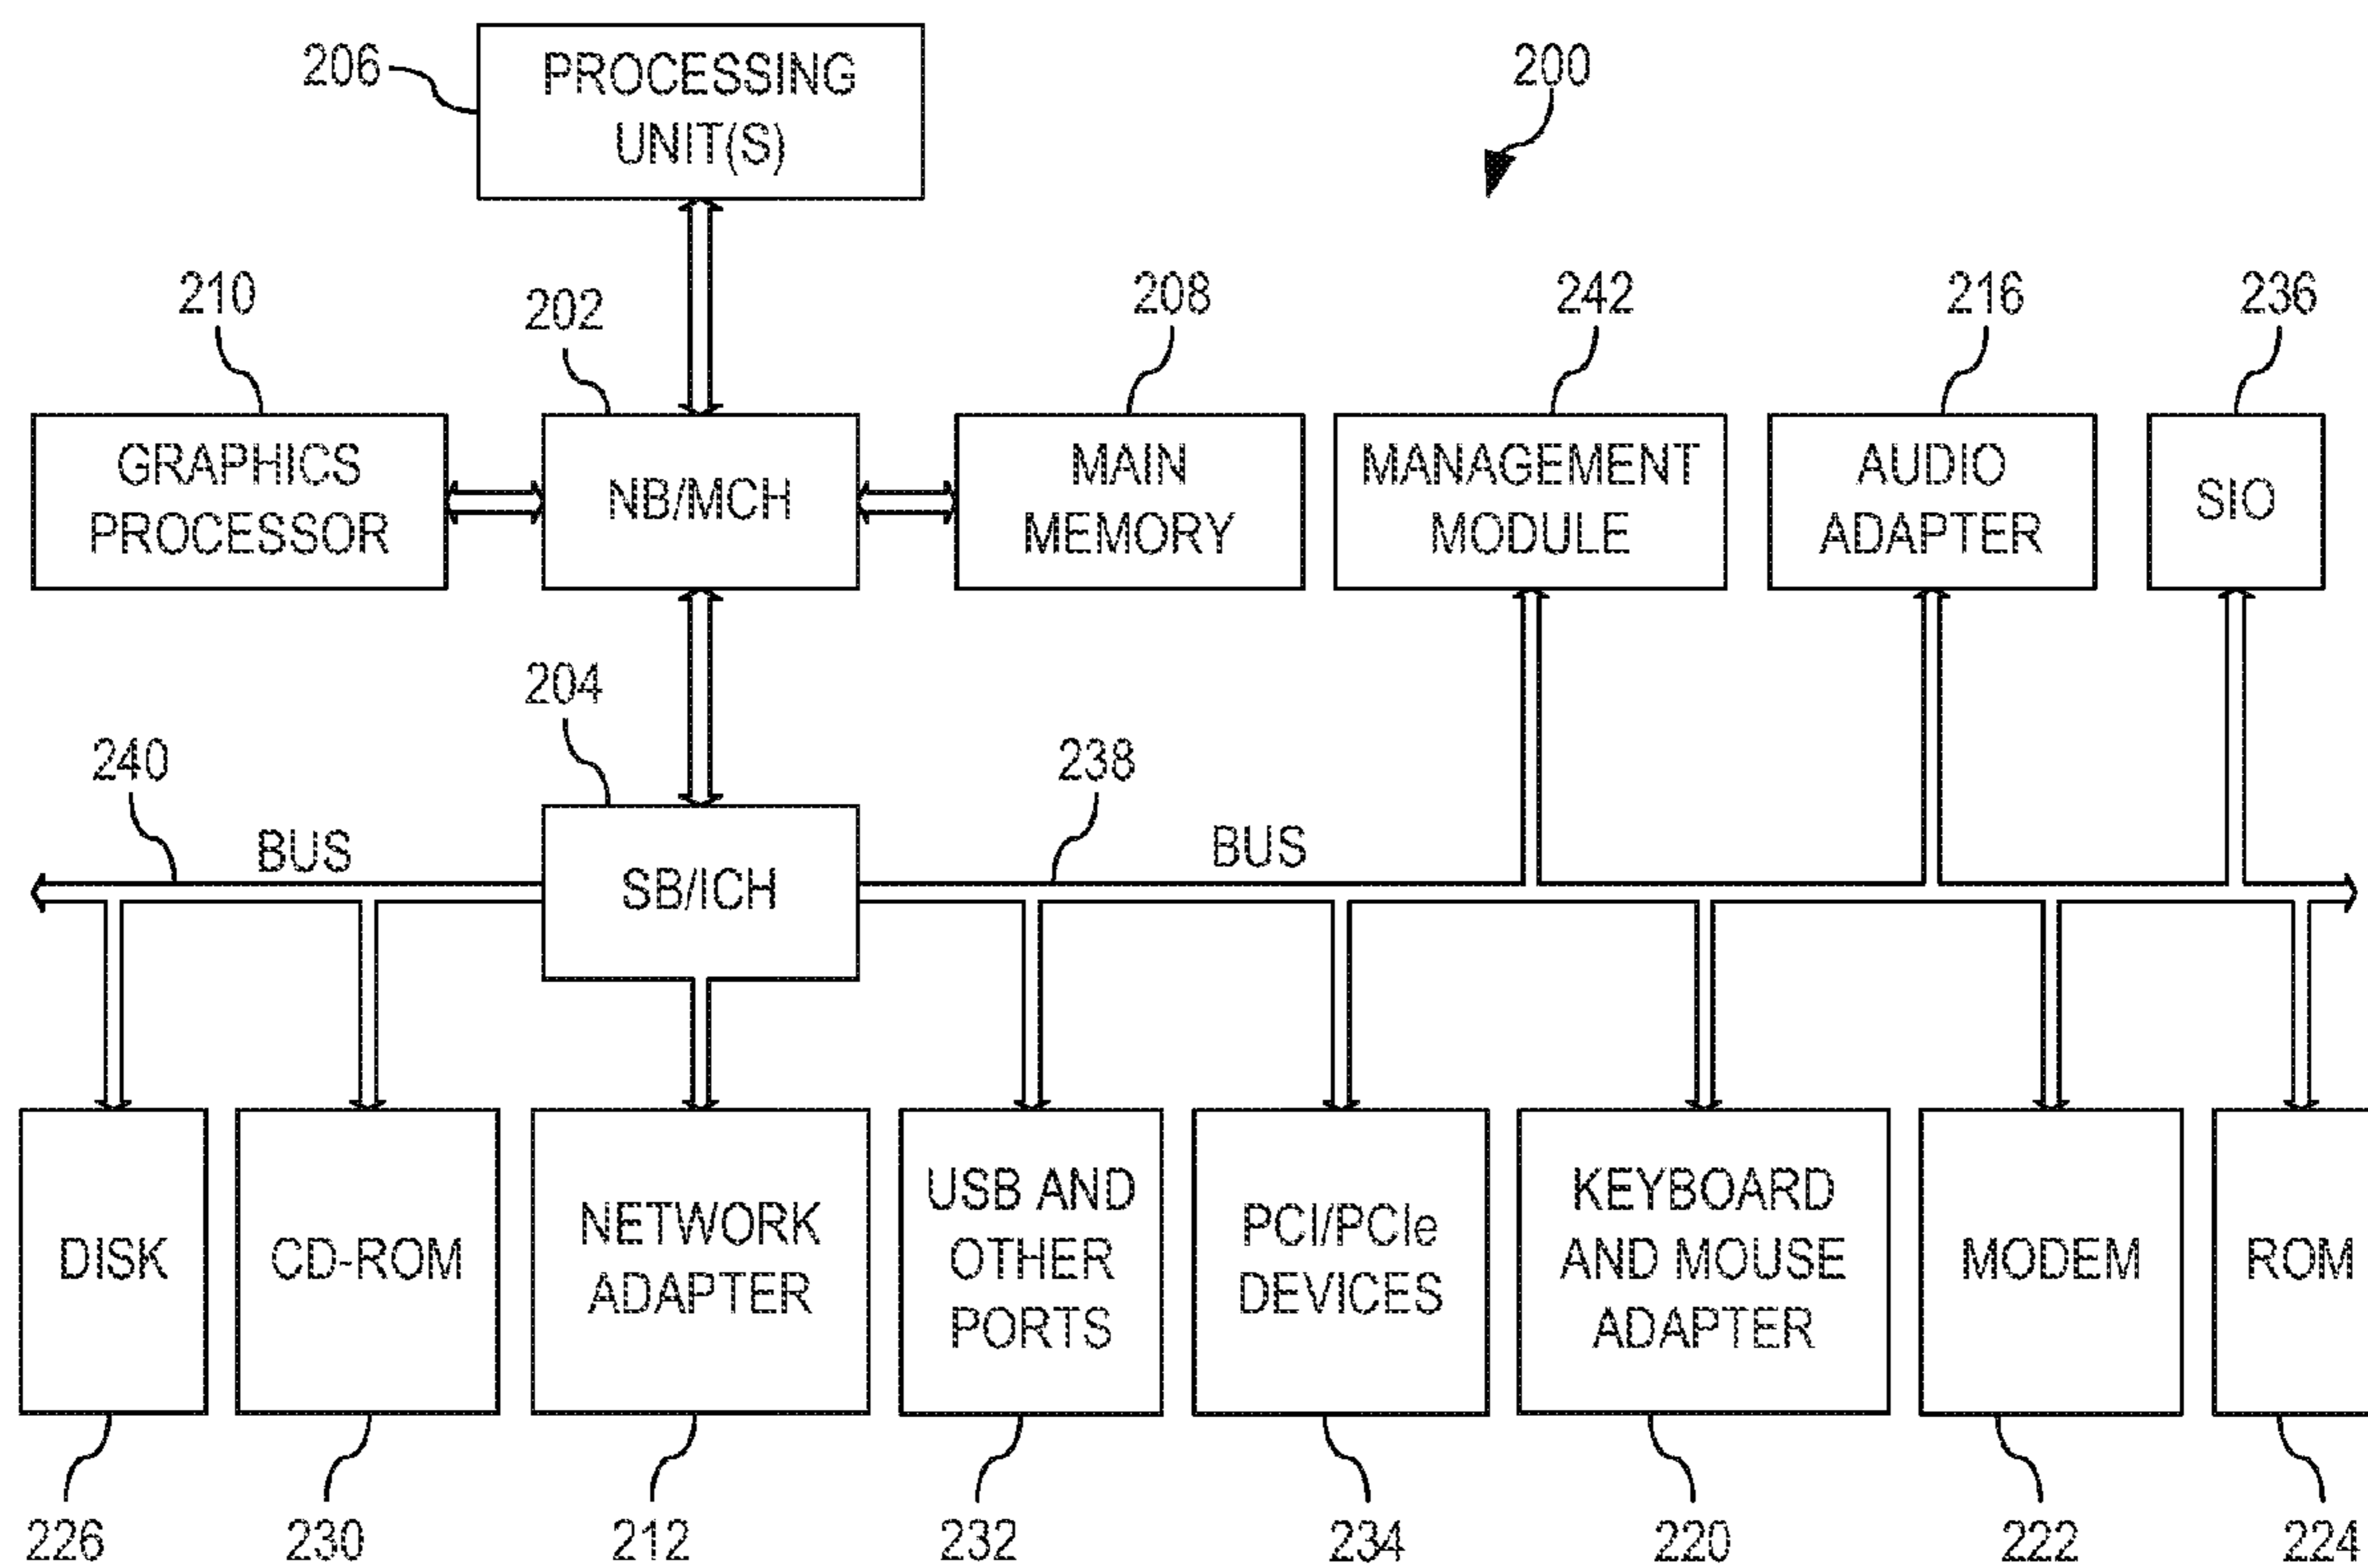 206
PROCESSING
UNIT(S)
200
210
202
208
242
216
236
GRAPHICS
PROCESSOR
NB/MCH
MAIN
MEMORY
MANAGEMENT
MODULE
AUDIO
ADAPTER
SIO
204
240
BUS
238
BUS
SB/ICH
DISK
CD-ROM
NETWORK
ADAPTER
USB AND
OTHER
PORTS
PCI/PCIe
DEVICES
KEYBOARD
AND MOUSE
ADAPTER
MODEM
ROM
226
230
212
232
234
220
222
224